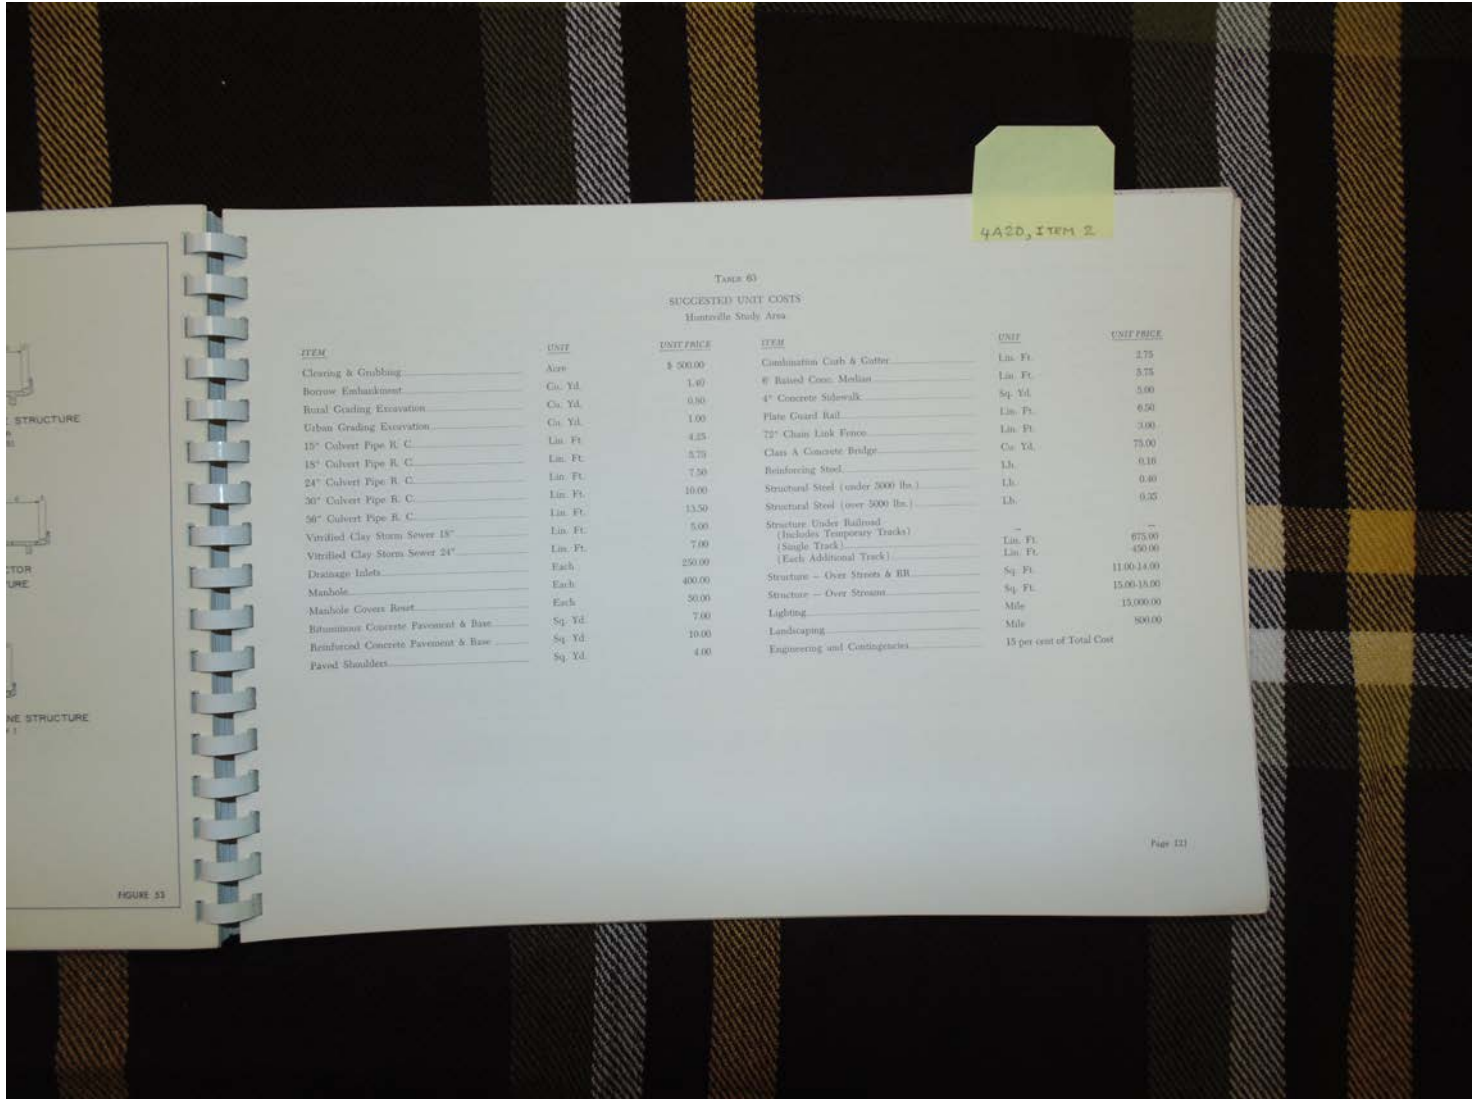 STRUCTURE
CTOR
URE
NE STRUCTURE
FIGURE 53
4A2D, ITEM 2
TABLE 63
SUGGESTED UNIT COSTS
Huntsville Study Area
ITEM UNIT UNIT PRICE
Clearing & Grubbing Acre $ 500.00
Borrow Embankment Cu. Yd. 1.40
Rural Grading Excavation Cu. Yd. 0.80
Urban Grading Excavation Cu. Yd. 1.00
15" Culvert Pipe R. C. Lin. Ft. 4.25
18" Culvert Pipe R. C. Lin. Ft. 5.75
24" Culvert Pipe R. C. Lin. Ft. 7.50
30" Culvert Pipe R. C. Lin. Ft. 10.00
36" Culvert Pipe R. C. Lin. Ft. 13.50
Vitrified Clay Storm Sewer 18" Lin. Ft. 5.00
Vitrified Clay Storm Sewer 24" Lin. Ft. 7.00
Drainage Inlets Each 250.00
Manhole Each 400.00
Manhole Covers Reset Each 50.00
Bituminous Concrete Pavement & Base Sq. Yd. 7.00
Reinforced Concrete Pavement & Base Sq. Yd. 10.00
Paved Shoulders Sq. Yd. 4.00
ITEM UNIT UNIT PRICE
Combination Curb & Gutter Lin. Ft. 2.75
6' Raised Conc. Median Lin. Ft. 5.75
4" Concrete Sidewalk Sq. Yd. 5.00
Plate Guard Rail Lin. Ft. 6.50
72" Chain Link Fence Lin. Ft. 3.00
Class A Concrete Bridge Cu. Yd. 75.00
Reinforcing Steel Lb. 0.16
Structural Steel (under 5000 lbs.) Lb. 0.40
Structural Steel (over 5000 lbs.) Lb. 0.35
Structure Under Railroad
(Includes Temporary Tracks) — —
(Single Track) Lin. Ft. 675.00
(Each Additional Track) Lin. Ft. 450.00
Structure — Over Streets & RR Sq. Ft. 11.00-14.00
Structure — Over Streams Sq. Ft. 15.00-18.00
Lighting Mile 15,000.00
Landscaping Mile 800.00
Engineering and Contingencies 15 per cent of Total Cost
Page 121